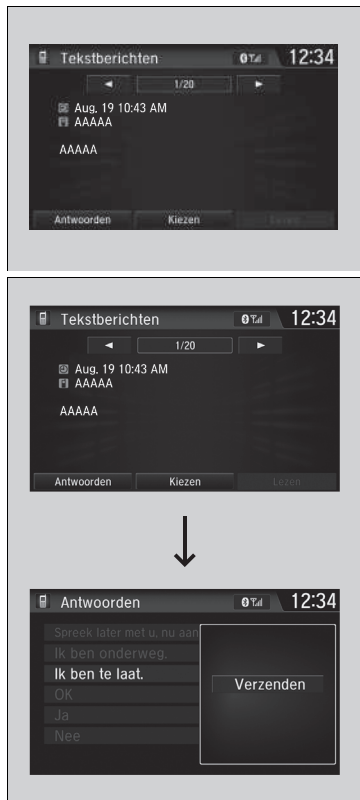 Tekstberichten 12:34
1/20
Aug. 19 10:43 AM
AAAAA
AAAAA
Antwoorden Kiezen
Tekstberichten 12:34
1/20
Aug. 19 10:43 AM
AAAAA
AAAAA
Antwoorden Kiezen Lezen
Antwoorden 12:34
Spreek later met u, nu aan
Ik ben onderweg.
Ik ben te laat.
Verzenden
OK
Ja
Nee